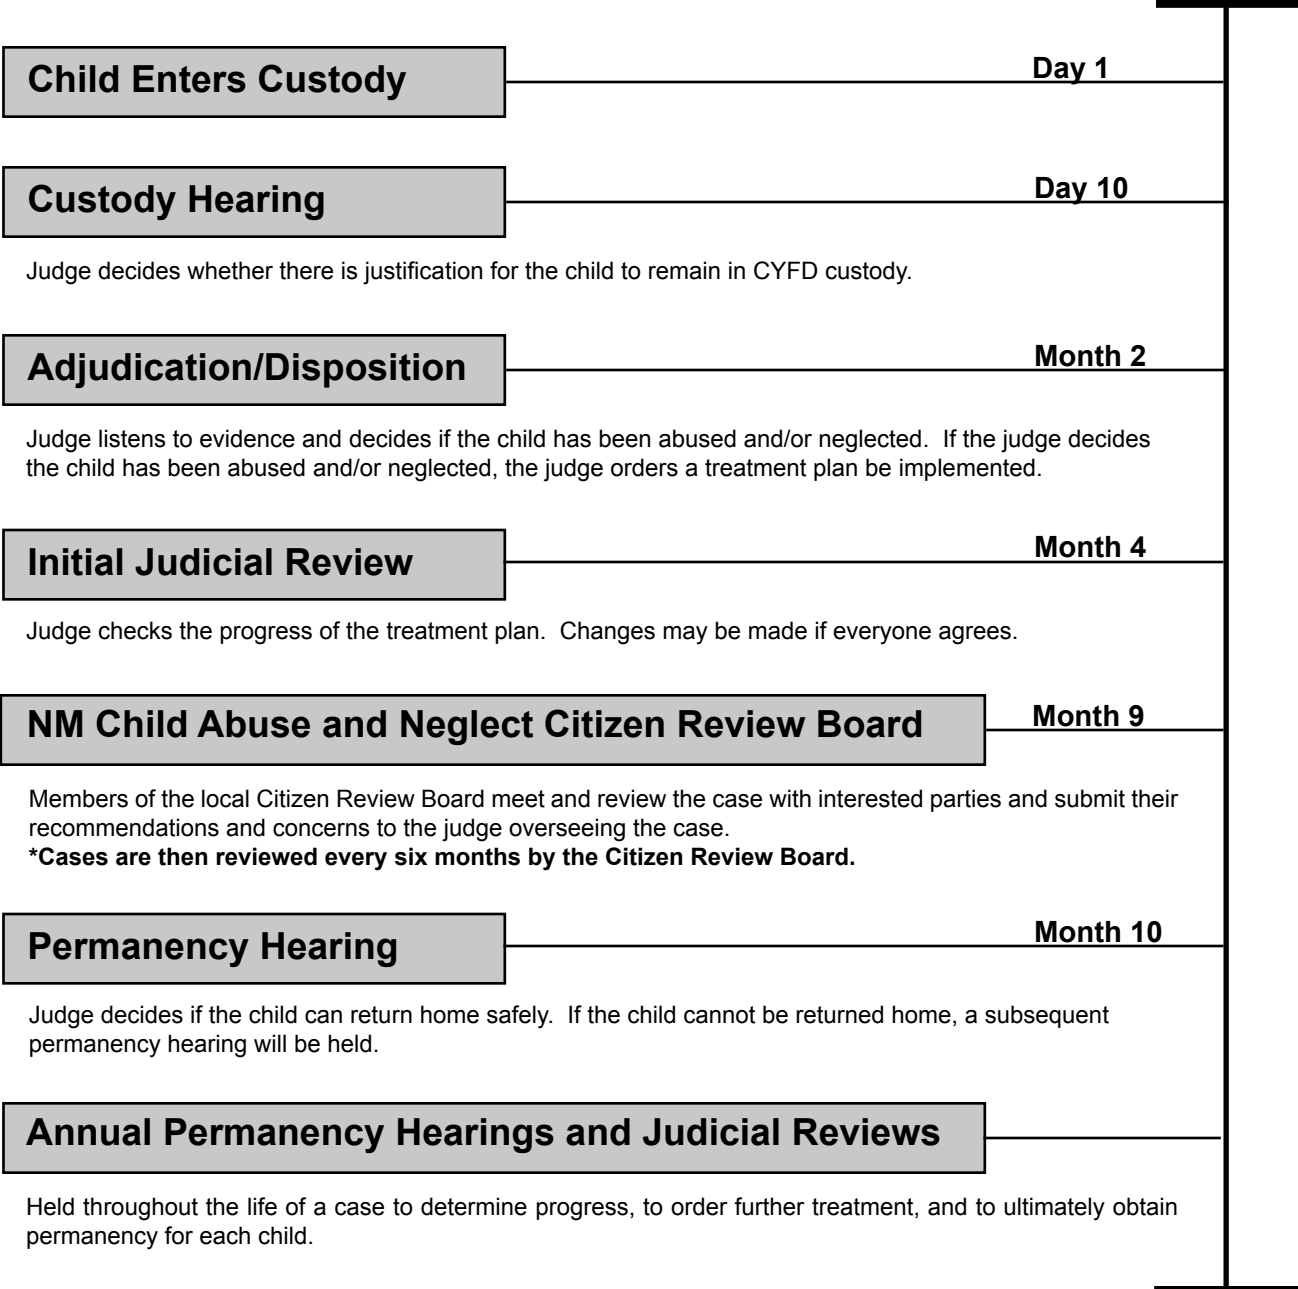 Child Enters Custody
Day 1
Custody Hearing
Day 10
Judge decides whether there is justification for the child to remain in CYFD custody.
Adjudication/Disposition
Month 2
Judge listens to evidence and decides if the child has been abused and/or neglected.  If the judge decides
the child has been abused and/or neglected, the judge orders a treatment plan be implemented.
Initial Judicial Review
Month 4
Judge checks the progress of the treatment plan.  Changes may be made if everyone agrees.
NM Child Abuse and Neglect Citizen Review Board
Month 9
Members of the local Citizen Review Board meet and review the case with interested parties and submit their
recommendations and concerns to the judge overseeing the case.
*Cases are then reviewed every six months by the Citizen Review Board.
Permanency Hearing
Month 10
Judge decides if the child can return home safely.  If the child cannot be returned home, a subsequent
permanency hearing will be held.
Annual Permanency Hearings and Judicial Reviews
Held throughout the life of a case to determine progress, to order further treatment, and to ultimately obtain
permanency for each child.